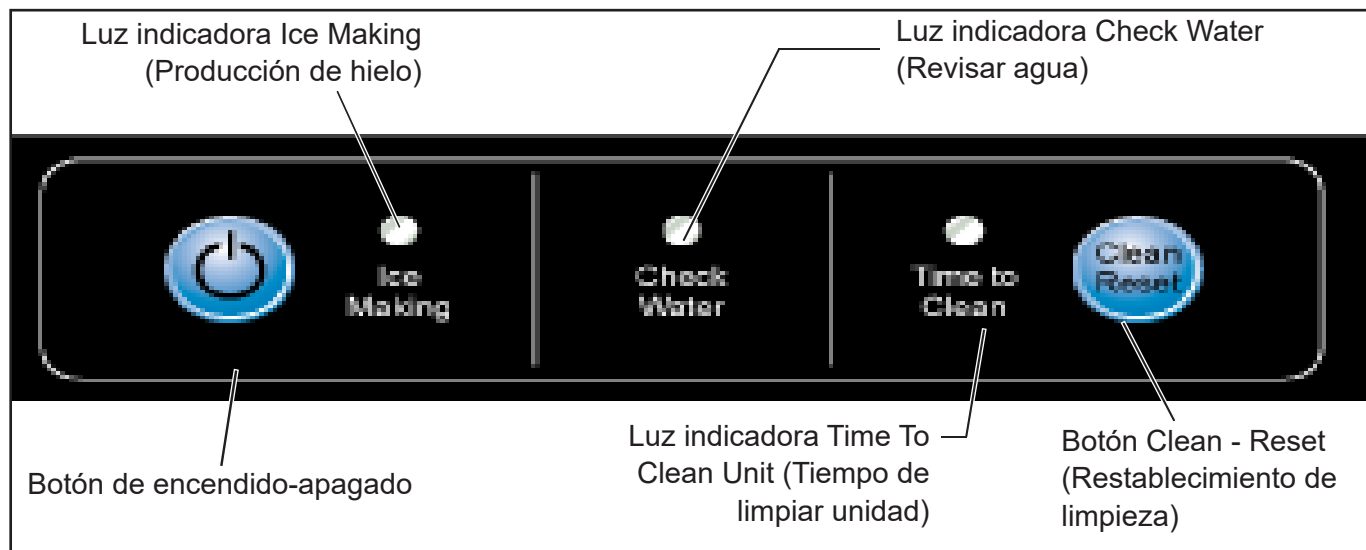 Luz indicadora Ice Making
(Producción de hielo)
Luz indicadora Check Water
(Revisar agua)
Ice
Making
Check
Water
Time to
Clean
Clean
Reset
Botón de encendido-apagado
Luz indicadora Time To
Clean Unit (Tiempo de
limpiar unidad)
Botón Clean - Reset
(Restablecimiento de
limpieza)